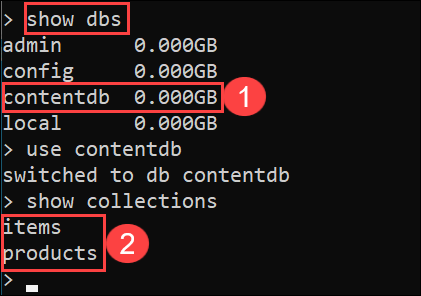 > show dbs
admin 0.000GB
config 0.000GB
contentdb 0.000GB 1
local 0.000GB
> use contentdb
switched to db contentdb
> show collections
items
products 2
>